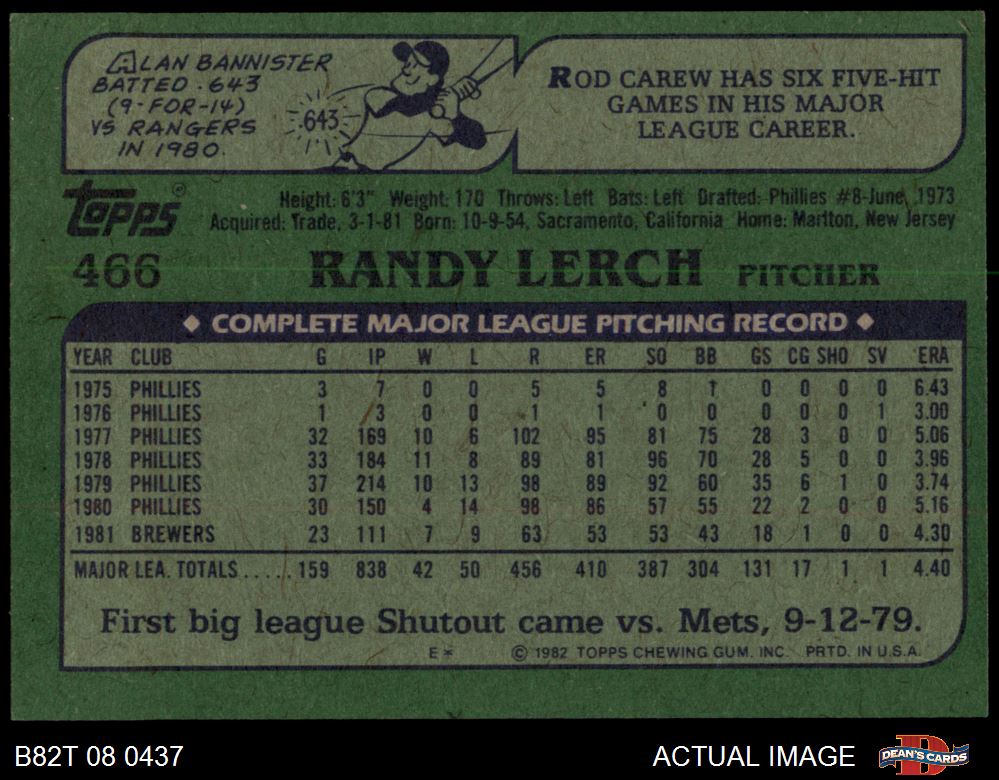 ALAN BANNISTER
BATTED .643
(9-FOR-14)
VS RANGERS
IN 1980.
643
ROD CAREW HAS SIX FIVE-HIT
GAMES IN HIS MAJOR
LEAGUE CAREER.
Topps®
Height: 6'3" Weight: 170 Throws: Left Bats: Left Drafted: Phillies #8-June, 1973
Acquired: Trade, 3-1-81 Born: 10-9-54, Sacramento, California Home: Marlton, New Jersey
466 RANDY LERCH PITCHER
◆ COMPLETE MAJOR LEAGUE PITCHING RECORD ◆
YEAR CLUB G IP W L R ER SO BB GS CG SHO SV ERA
1975 PHILLIES 3 7 0 0 5 5 8 1 0 0 0 0 6.43
1976 PHILLIES 1 3 0 0 1 1 0 0 0 0 0 1 3.00
1977 PHILLIES 32 169 10 6 102 95 81 75 28 3 0 0 5.06
1978 PHILLIES 33 184 11 8 89 81 96 70 28 5 0 0 3.96
1979 PHILLIES 37 214 10 13 98 89 92 60 35 6 1 0 3.74
1980 PHILLIES 30 150 4 14 98 86 57 55 22 2 0 0 5.16
1981 BREWERS 23 111 7 9 63 53 53 43 18 1 0 0 4.30
MAJOR LEA. TOTALS..... 159 838 42 50 456 410 387 304 131 17 1 1 4.40
First big league Shutout came vs. Mets, 9-12-79.
E* © 1982 TOPPS CHEWING GUM, INC. PRTD. IN U.S.A.
B82T 08 0437 ACTUAL IMAGE D DEAN'S CARDS